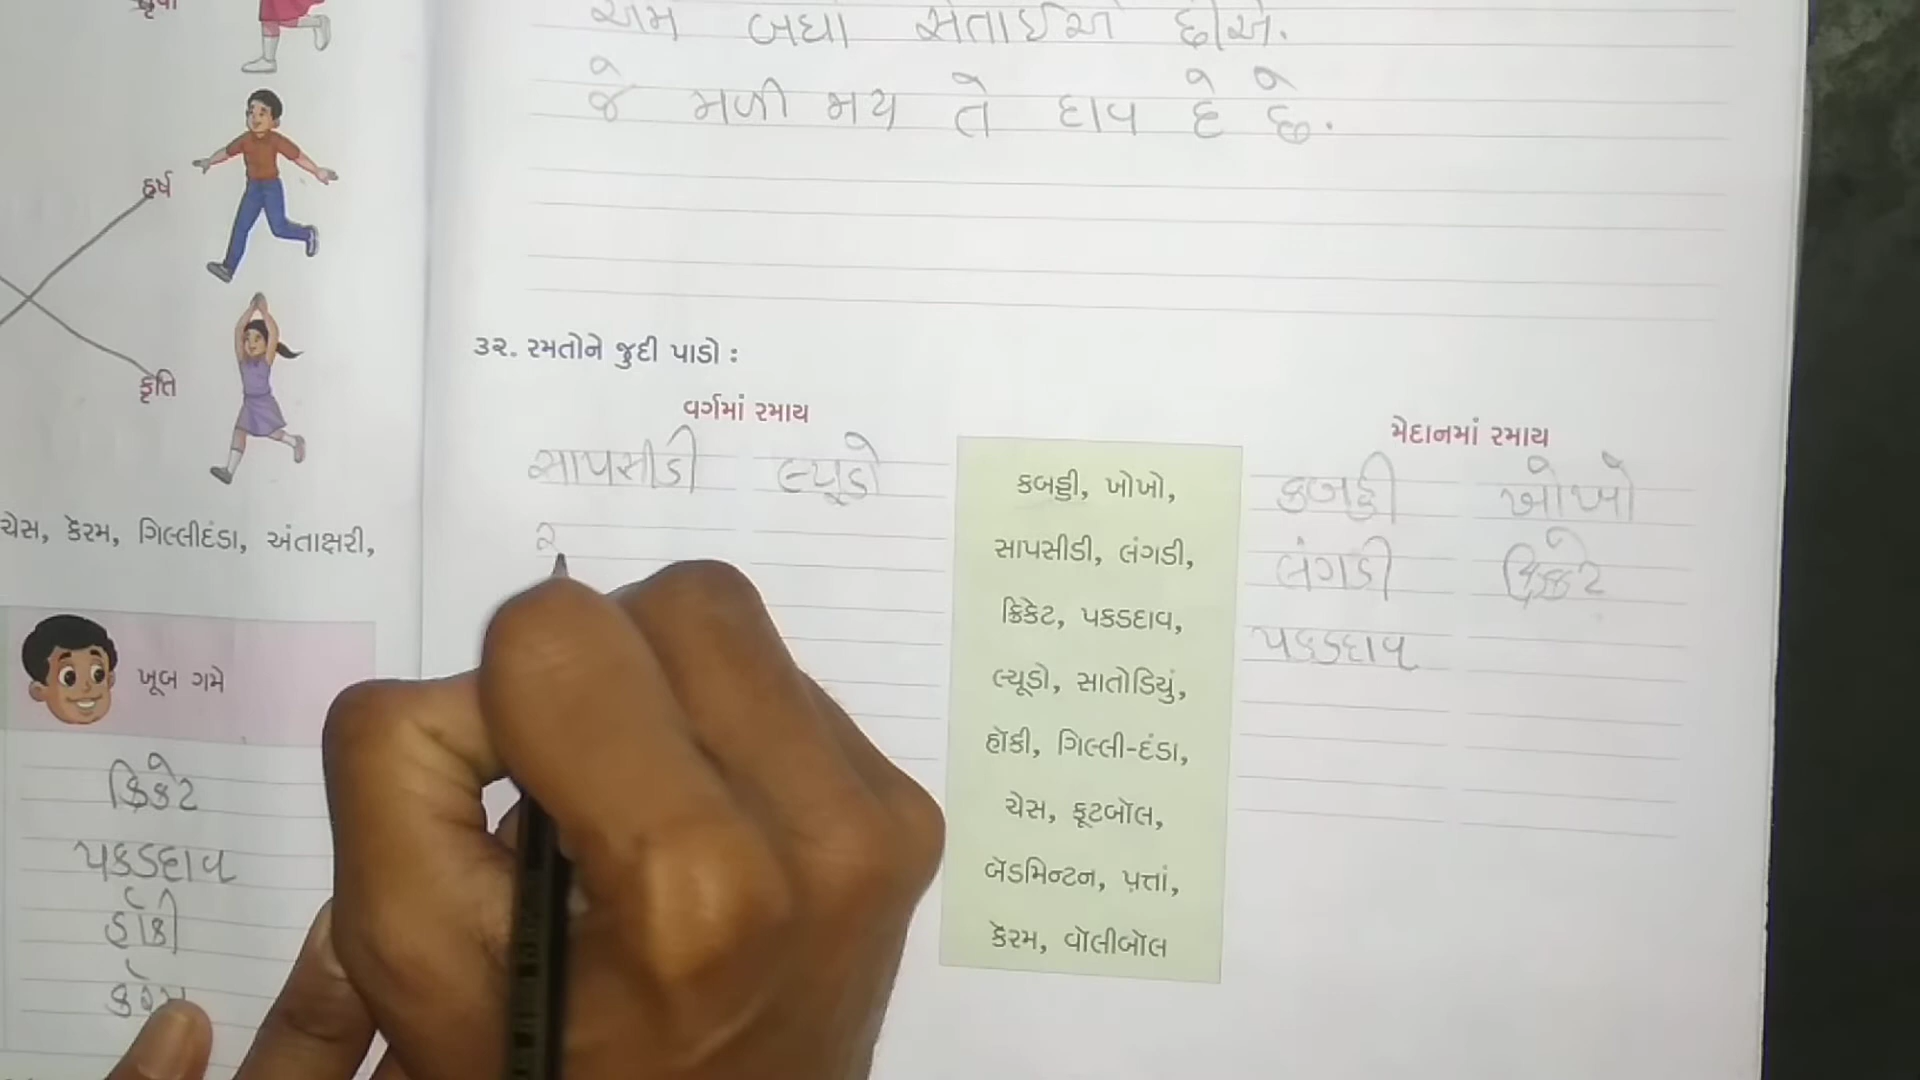 હર્ષ
કૃતિ
ચેસ, કેરમ, ગિલ્લીદંડા, અંતાક્ષરી,
ખૂબ ગમે
ક્રિકેટ
પકડદાવ
હૉકી
બધા સંતાઈએ છીએ.
જે મળી જાય તે દાવ દે છે.
૩૨. રમતોને જુદી પાડો :
વર્ગમાં રમાય
સાપસીડી લ્યૂડો
કબડ્ડી, ખોખો,
સાપસીડી, લંગડી,
ક્રિકેટ, પકડદાવ,
લ્યૂડો, સાતોડિયું,
હૉકી, ગિલ્લી-દંડા,
ચેસ, ફૂટબૉલ,
બૅડમિન્ટન, પત્તાં,
કૅરમ, વૉલીબૉલ
મેદાનમાં રમાય
કબડ્ડી ખોખો
લંગડી ક્રિકેટ
પકડદાવ